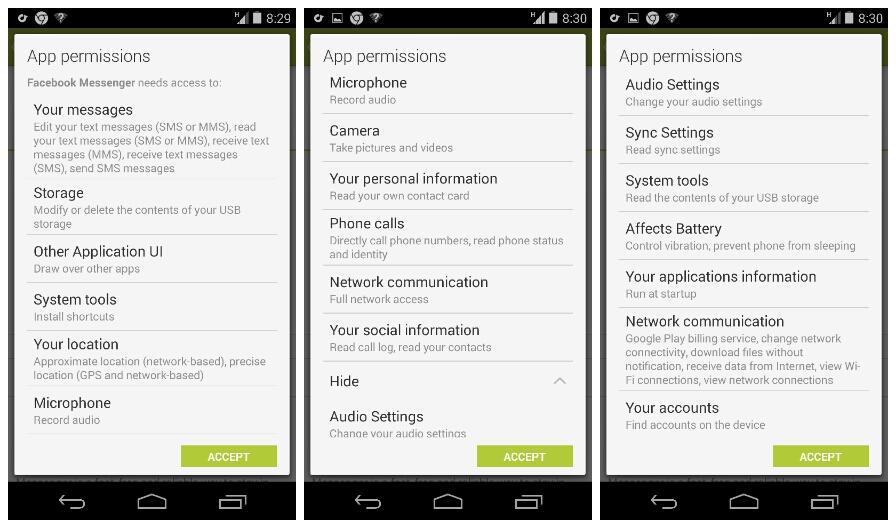 H 8:29
App permissions
Facebook Messenger needs access to:
Your messages
Edit your text messages (SMS or MMS), read
your text messages (SMS or MMS), receive text
messages (MMS), receive text messages
(SMS), send SMS messages
Storage
Modify or delete the contents of your USB
storage
Other Application UI
Draw over other apps
System tools
Install shortcuts
Your location
Approximate location (network-based), precise
location (GPS and network-based)
Microphone
Record audio
ACCEPT
H 8:30
App permissions
Microphone
Record audio
Camera
Take pictures and videos
Your personal information
Read your own contact card
Phone calls
Directly call phone numbers, read phone status
and identity
Network communication
Full network access
Your social information
Read call log, read your contacts
Hide
Audio Settings
Change your audio settings
ACCEPT
H 8:30
App permissions
Audio Settings
Change your audio settings
Sync Settings
Read sync settings
System tools
Read the contents of your USB storage
Affects Battery
Control vibration, prevent phone from sleeping
Your applications information
Run at startup
Network communication
Google Play billing service, change network
connectivity, download files without
notification, receive data from Internet, view Wi-
Fi connections, view network connections
Your accounts
Find accounts on the device
ACCEPT